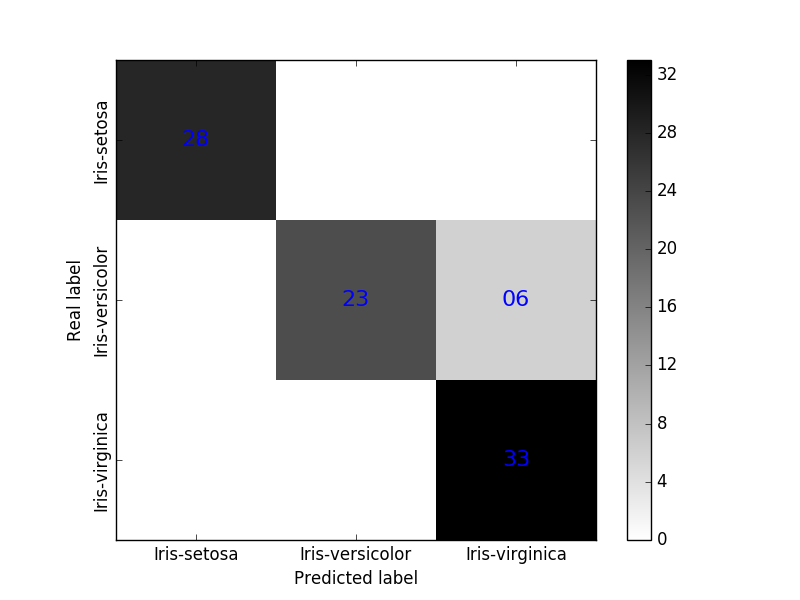 Real label
Iris-setosa
Iris-versicolor
Iris-virginica
28
23 06
33
Iris-setosa Iris-versicolor Iris-virginica
Predicted label
32
28
24
20
16
12
8
4
0